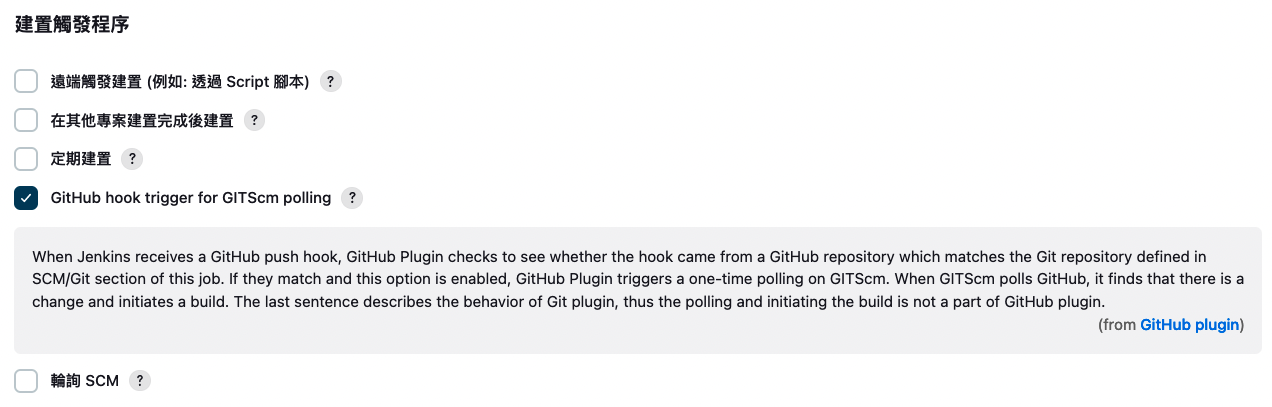 建置觸發程序
遠端觸發建置 (例如: 透過 Script 腳本) ?
在其他專案建置完成後建置 ?
定期建置 ?
GitHub hook trigger for GITScm polling ?
When Jenkins receives a GitHub push hook, GitHub Plugin checks to see whether the hook came from a GitHub repository which matches the Git repository defined in
SCM/Git section of this job. If they match and this option is enabled, GitHub Plugin triggers a one-time polling on GITScm. When GITScm polls GitHub, it finds that there is a
change and initiates a build. The last sentence describes the behavior of Git plugin, thus the polling and initiating the build is not a part of GitHub plugin.
(from GitHub plugin)
輪詢 SCM ?